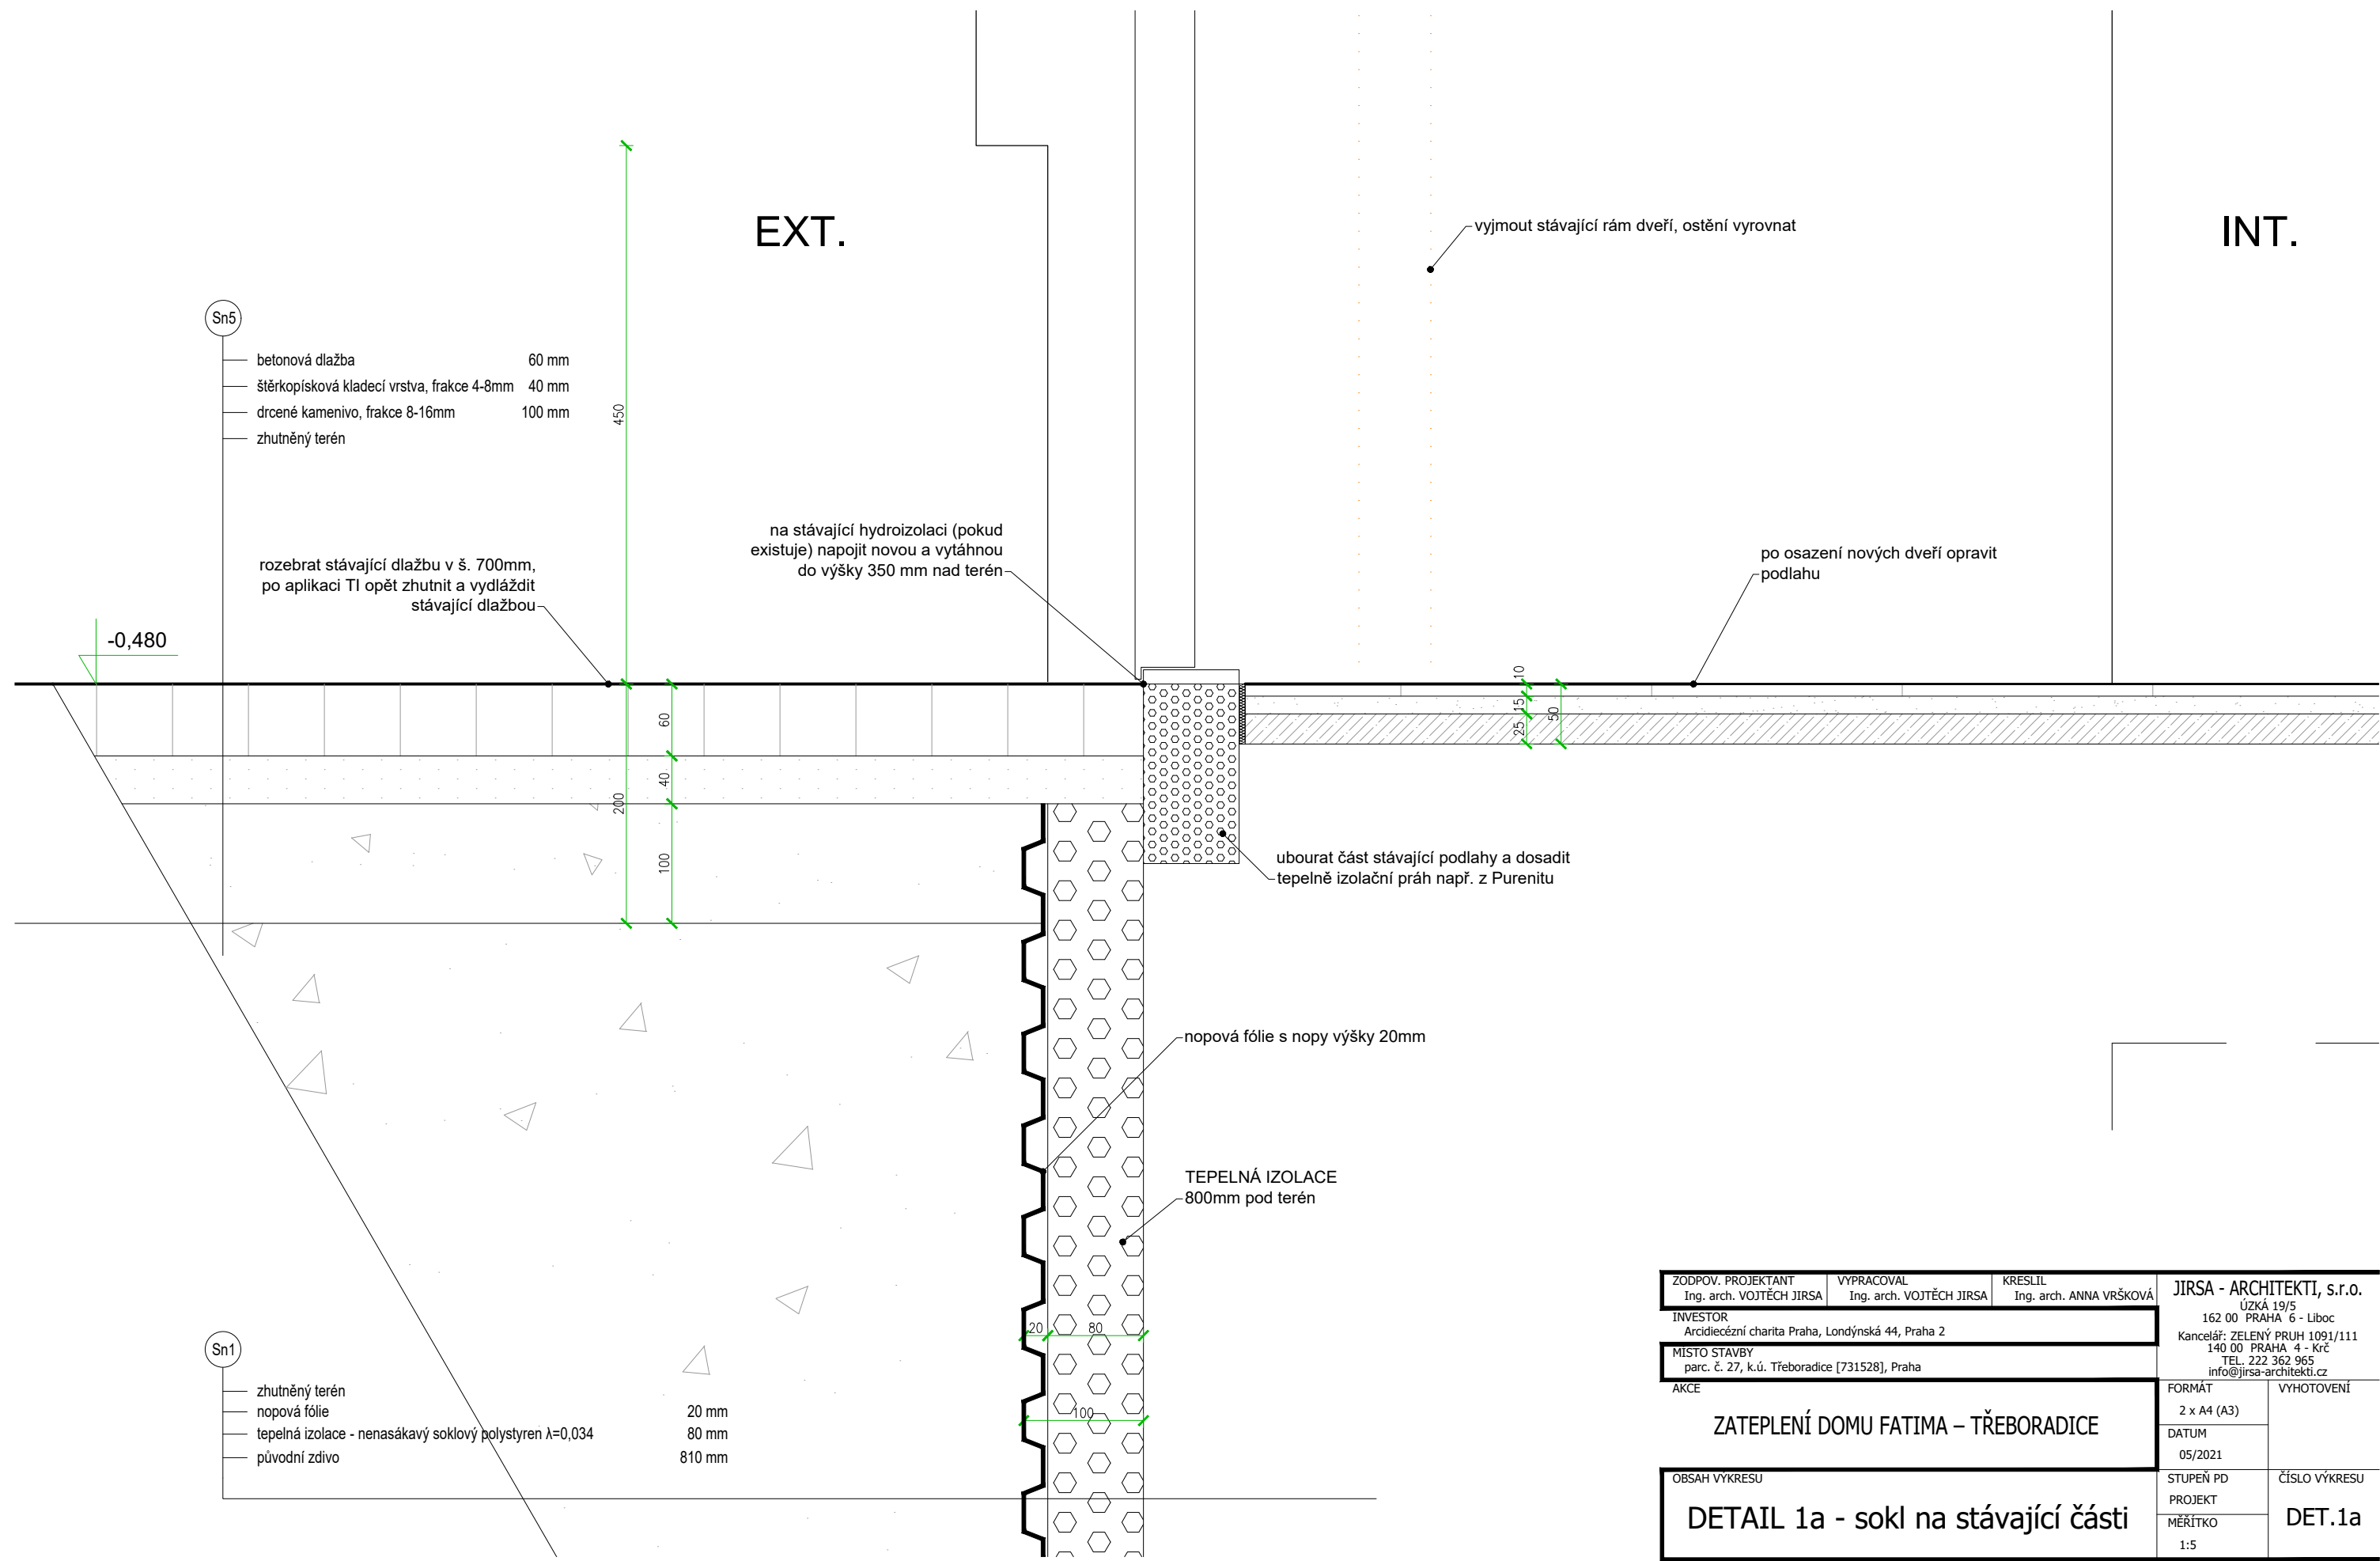 EXT.
INT.
vyjmout stávající rám dveří, ostění vyrovnat
Sn5
betonová dlažba 60 mm
štěrkopísková kladecí vrstva, frakce 4-8mm 40 mm
drcené kamenivo, frakce 8-16mm 100 mm
zhutněný terén
450
na stávající hydroizolaci (pokud
existuje) napojit novou a vytáhnou
do výšky 350 mm nad terén
rozebrat stávající dlažbu v š. 700mm,
po aplikaci TI opět zhutnit a vydláždit
stávající dlažbou
po osazení nových dveří opravit
podlahu
-0,480
60
40
200
100
10
15
25
50
ubourat část stávající podlahy a dosadit
tepelně izolační práh např. z Purenitu
nopová fólie s nopy výšky 20mm
TEPELNÁ IZOLACE
800mm pod terén
20
80
100
Sn1
zhutněný terén
nopová fólie 20 mm
tepelná izolace - nenasákavý soklový polystyren λ=0,034 80 mm
původní zdivo 810 mm
ZODPOV. PROJEKTANT
Ing. arch. VOJTĚCH JIRSA
VYPRACOVAL
Ing. arch. VOJTĚCH JIRSA
KRESLIL
Ing. arch. ANNA VRŠKOVÁ
JIRSA - ARCHITEKTI, s.r.o.
ÚZKÁ 19/5
162 00 PRAHA 6 - Liboc
Kancelář: ZELENÝ PRUH 1091/111
140 00 PRAHA 4 - Krč
TEL. 222 362 965
info@jirsa-architekti.cz
INVESTOR
Arcidiecézní charita Praha, Londýnská 44, Praha 2
MÍSTO STAVBY
parc. č. 27, k.ú. Třeboradice [731528], Praha
AKCE
ZATEPLENÍ DOMU FATIMA – TŘEBORADICE
FORMÁT
2 x A4 (A3)
VYHOTOVENÍ
DATUM
05/2021
OBSAH VÝKRESU
DETAIL 1a - sokl na stávající části
STUPEŇ PD
PROJEKT
MĚŘÍTKO
1:5
ČÍSLO VÝKRESU
DET.1a